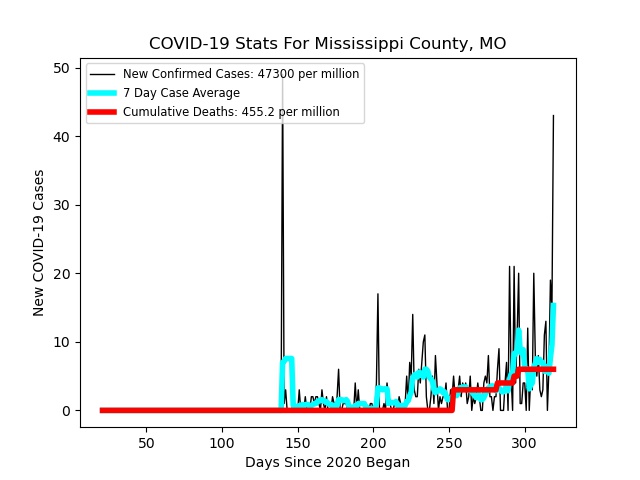 COVID-19 Stats For Mississippi County, MO
New Confirmed Cases: 47300 per million
7 Day Case Average
Cumulative Deaths: 455.2 per million
New COVID-19 Cases
50
40
30
20
10
0
50 100 150 200 250 300
Days Since 2020 Began